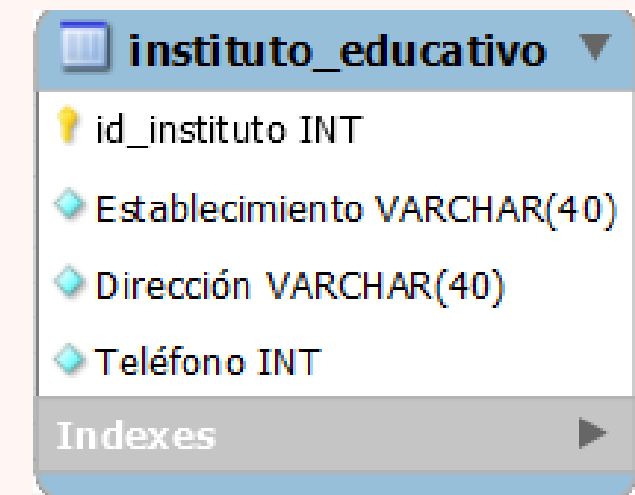 instituto_educativo
id_instituto INT
Establecimiento VARCHAR(40)
Dirección VARCHAR(40)
Teléfono INT
Indexes